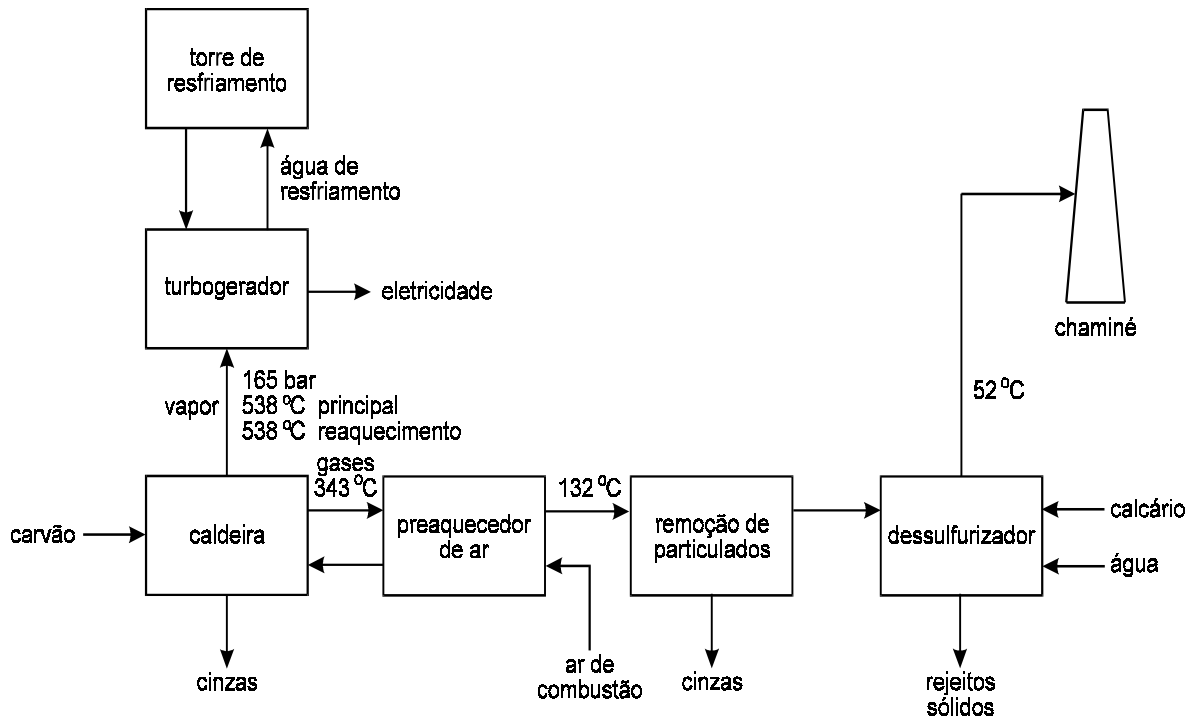 torre de
resfriamento
água de
resfriamento
turbogerador
eletricidade
chaminé
vapor
165 bar
538 ºC principal
538 ºC reaquecimento
52 ºC
gases
343 ºC
132 ºC
carvão
caldeira
preaquecedor
de ar
remoção de
particulados
dessulfurizador
calcário
água
cinzas
ar de
combustão
cinzas
rejeitos
sólidos